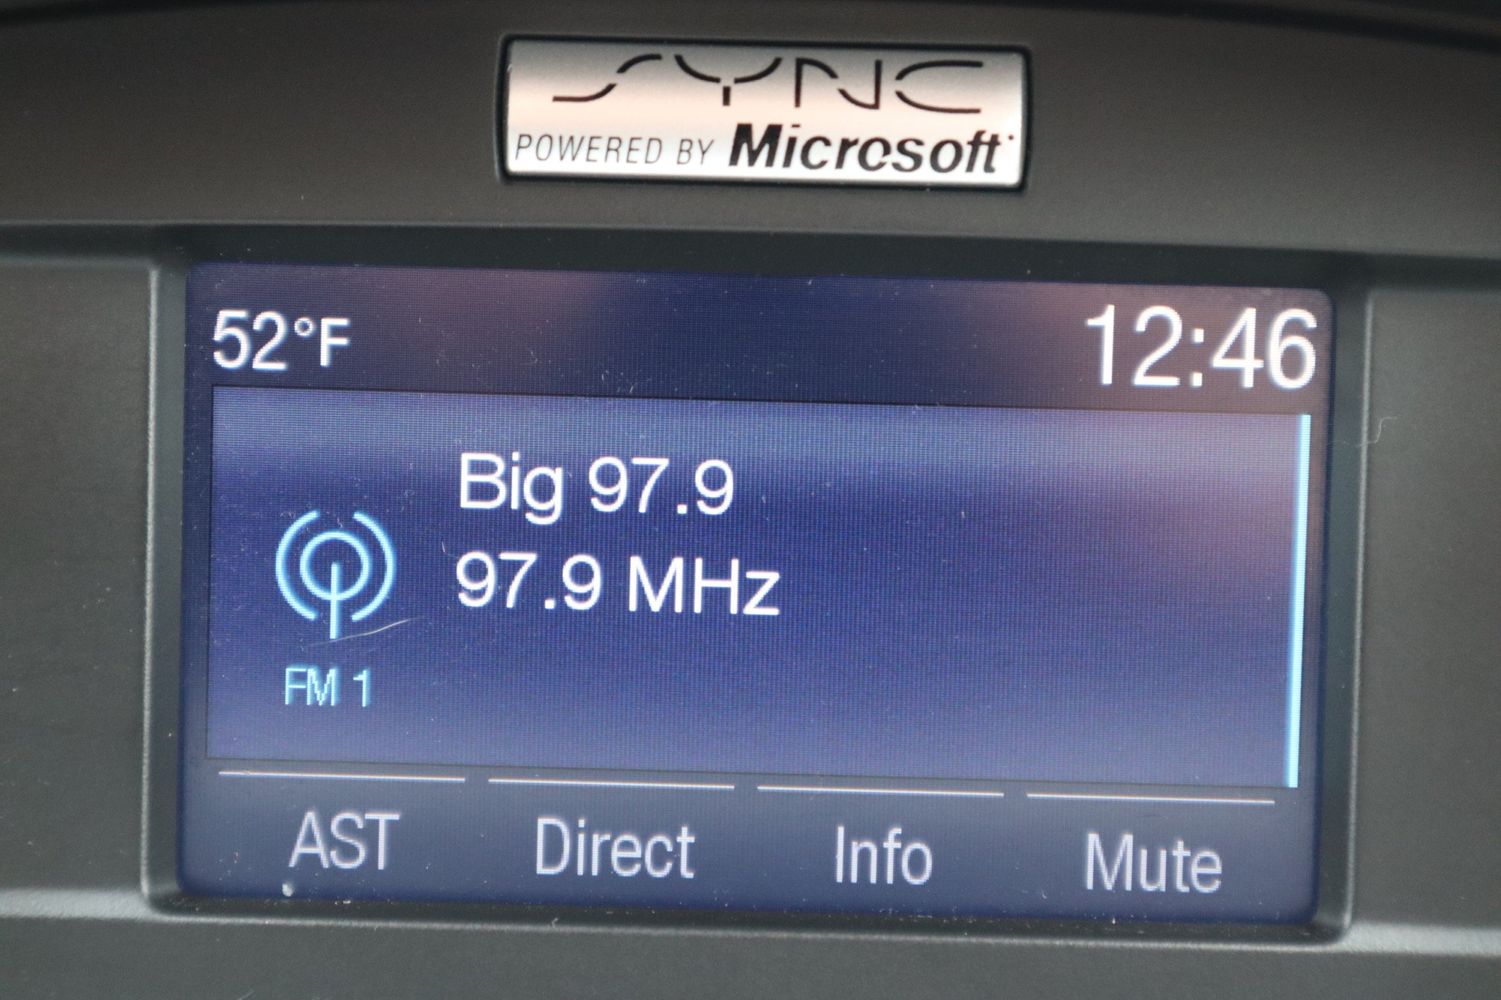 SYNC
POWERED BY Microsoft
52°F 12:46
Big 97.9
97.9 MHz
FM 1
AST Direct Info Mute